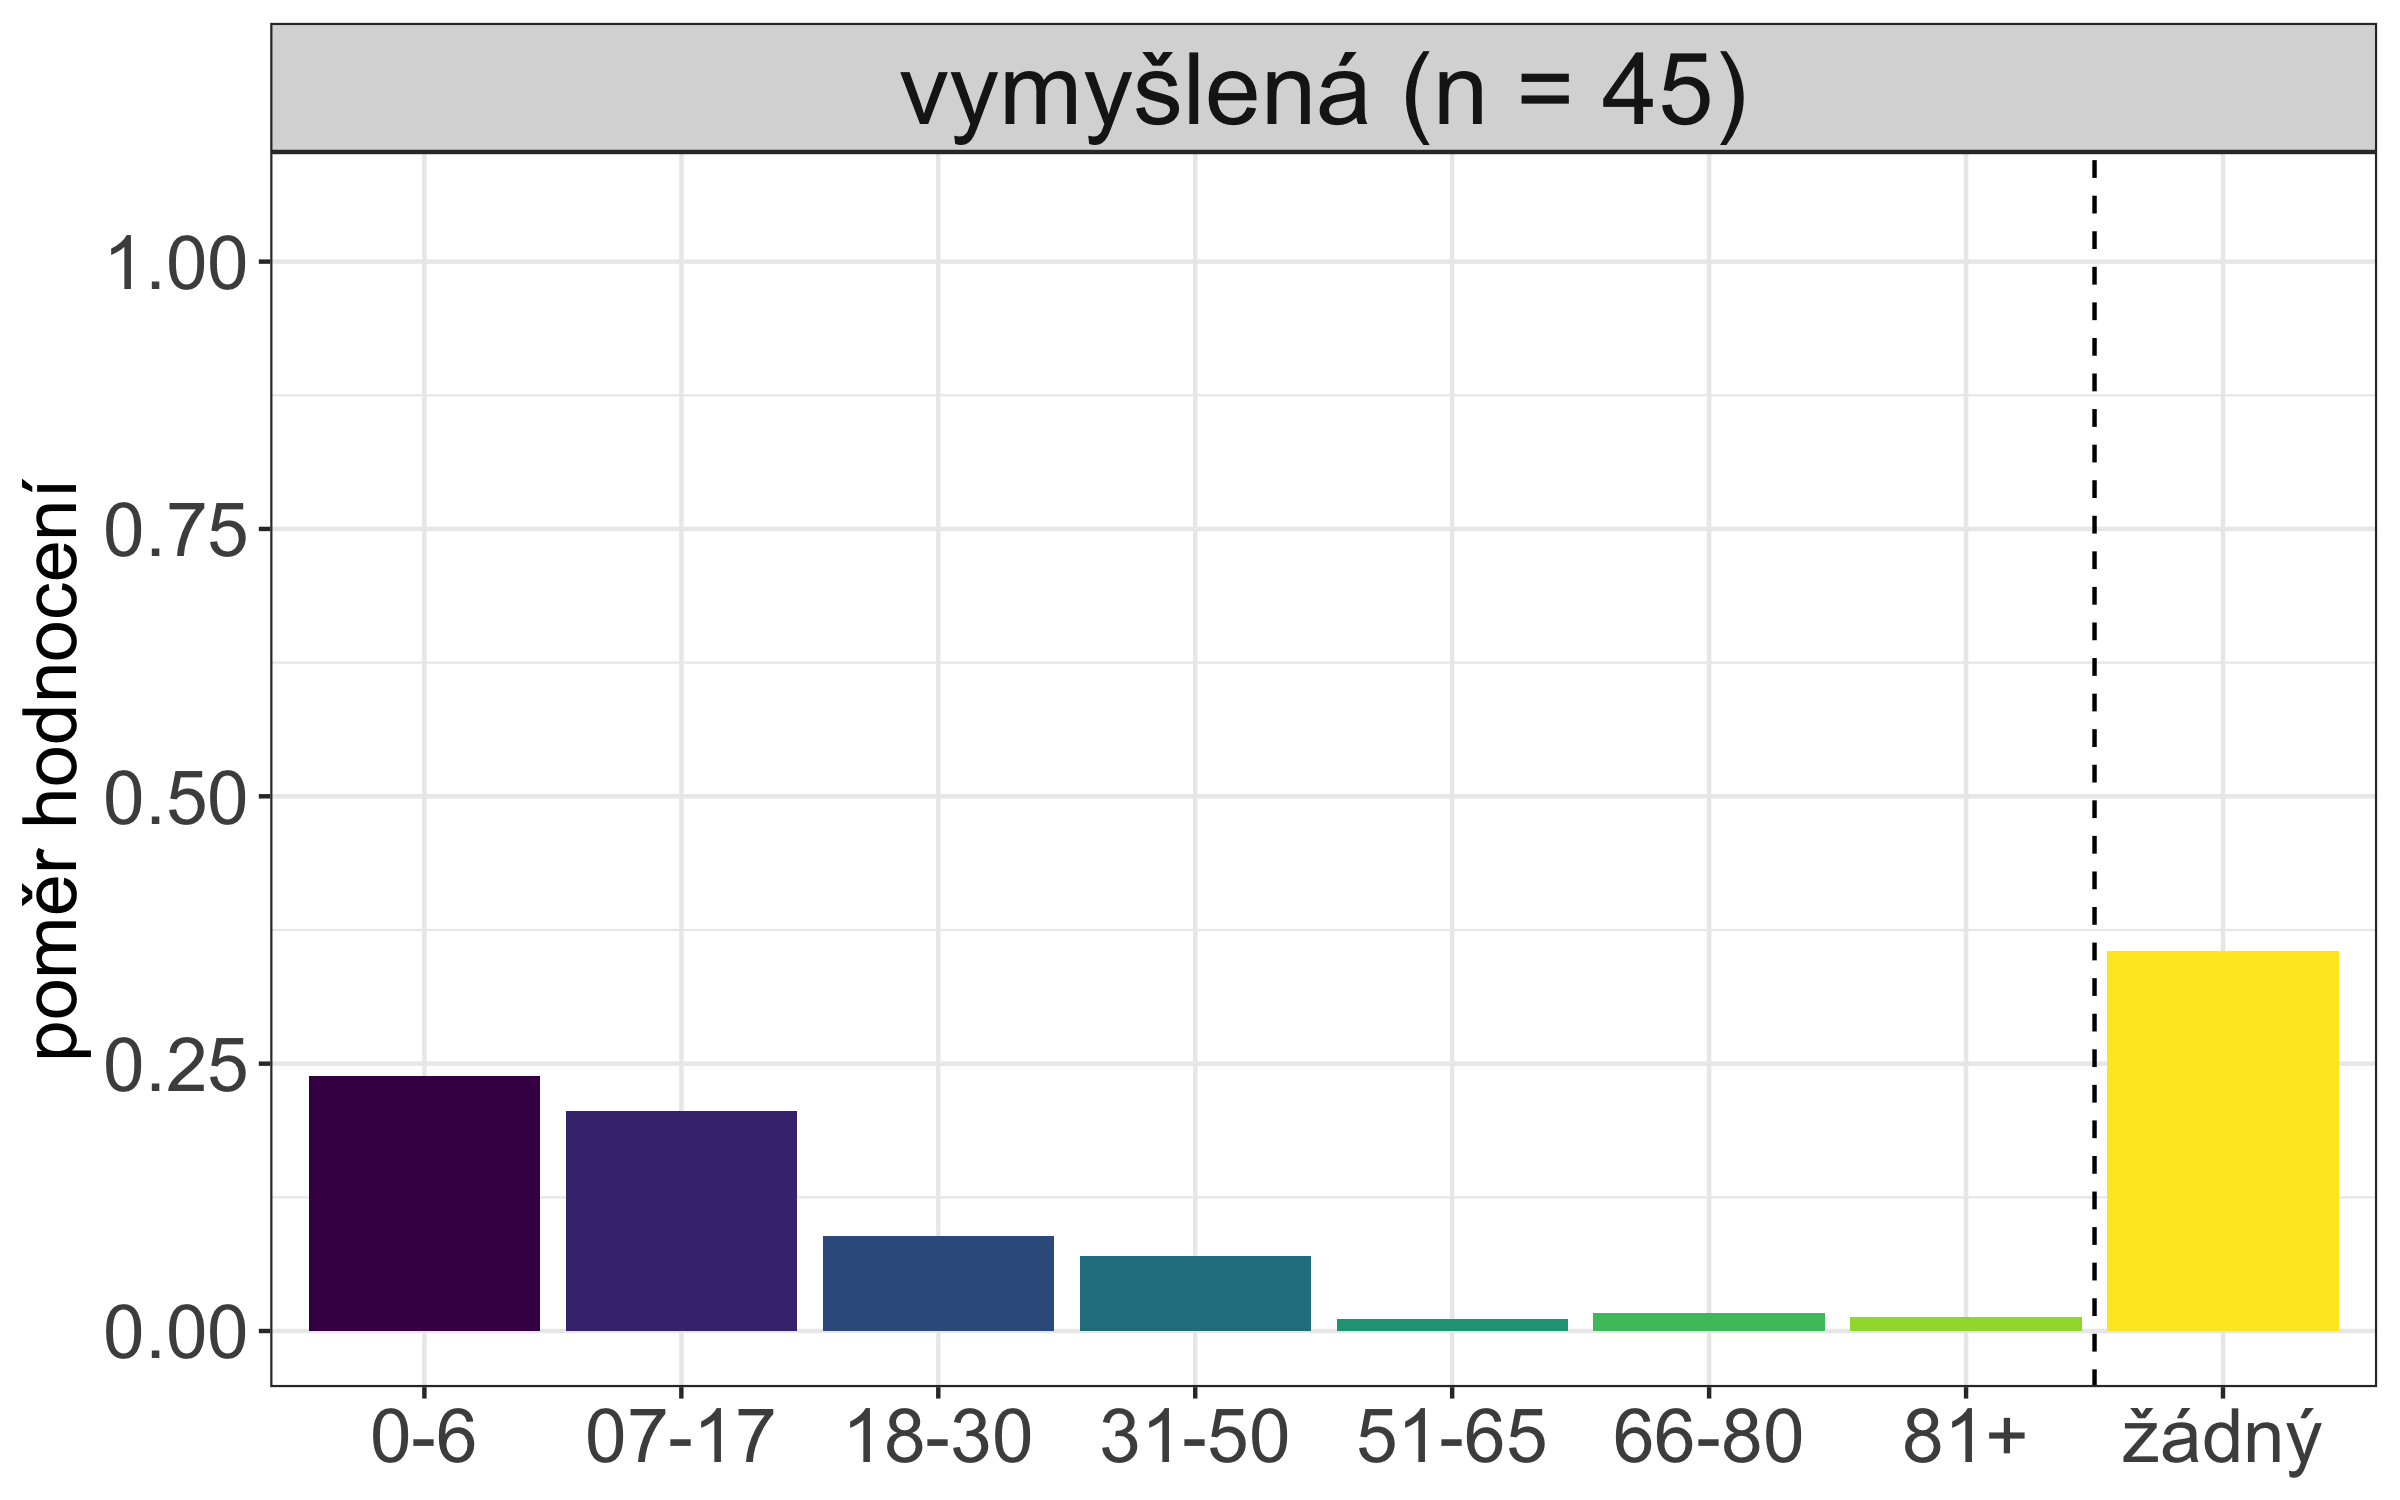 vymyšlená (n = 45)
poměr hodnocení
1.00
0.75
0.50
0.25
0.00
0-6 07-17 18-30 31-50 51-65 66-80 81+ žádný